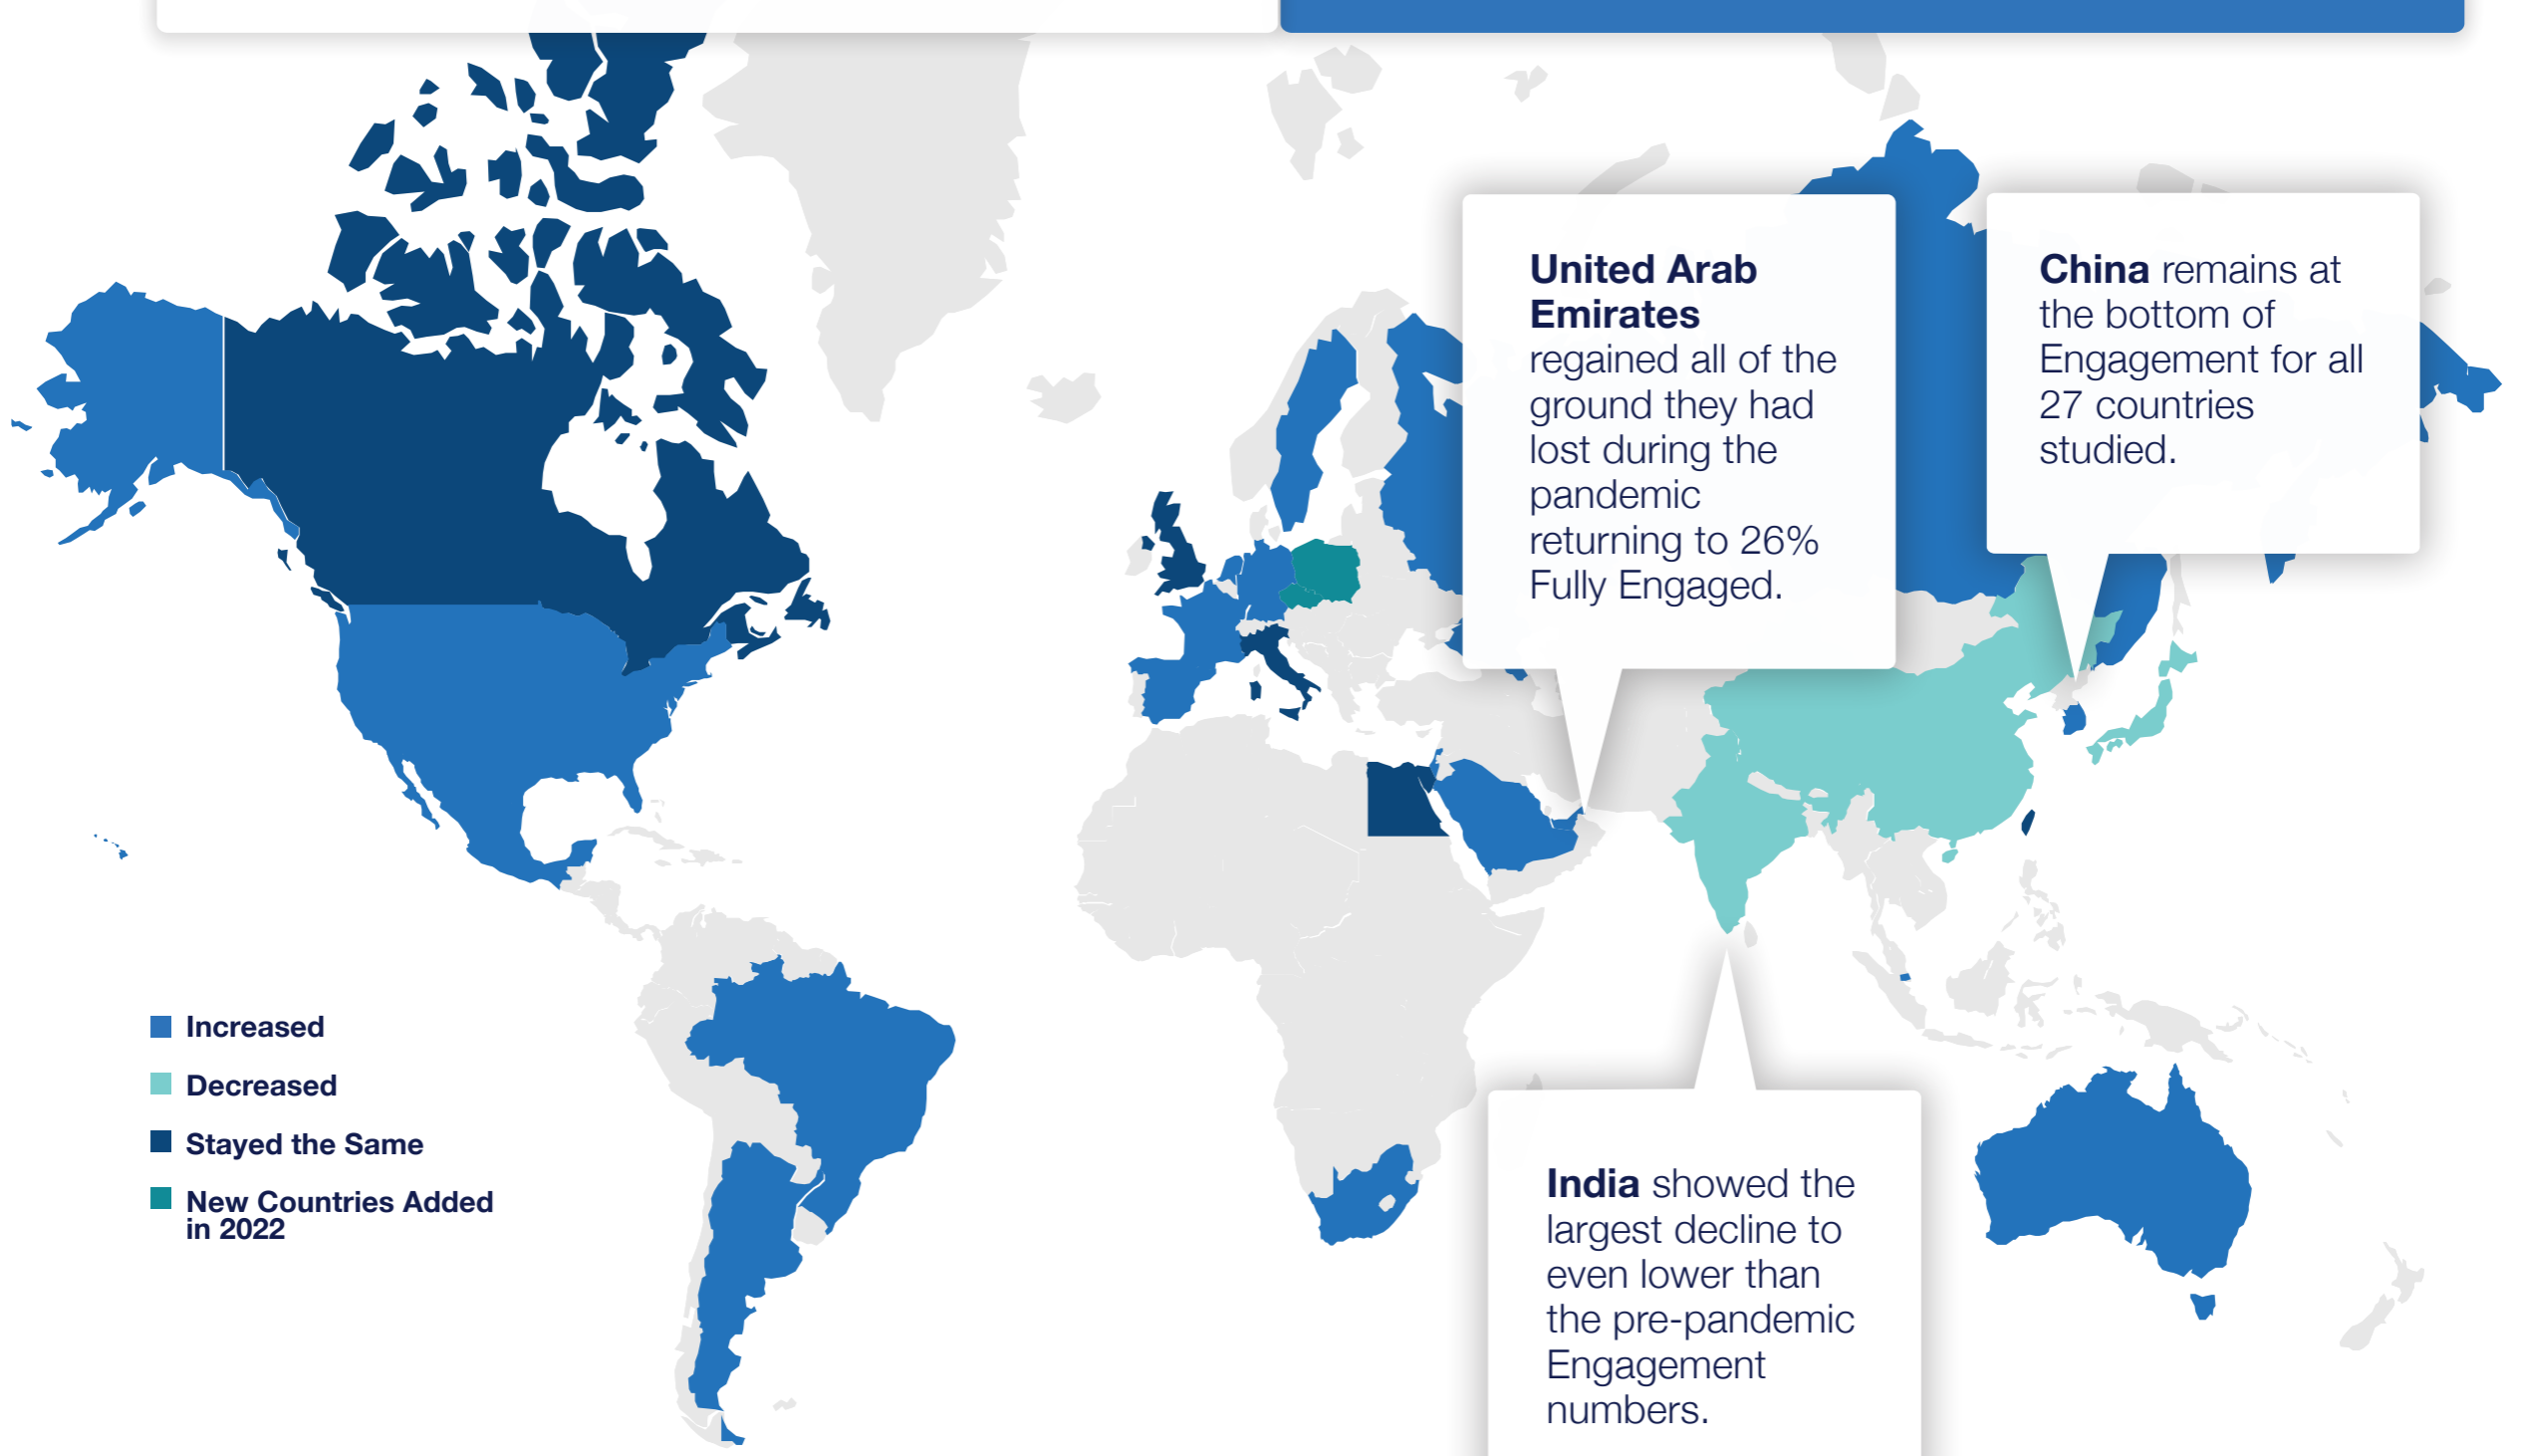 United Arab
Emirates
regained all of the
ground they had
lost during the
pandemic
returning to 26%
Fully Engaged.
China remains at
the bottom of
Engagement for all
27 countries
studied.
Increased
Decreased
Stayed the Same
New Countries Added
in 2022
India showed the
largest decline to
even lower than
the pre-pandemic
Engagement
numbers.